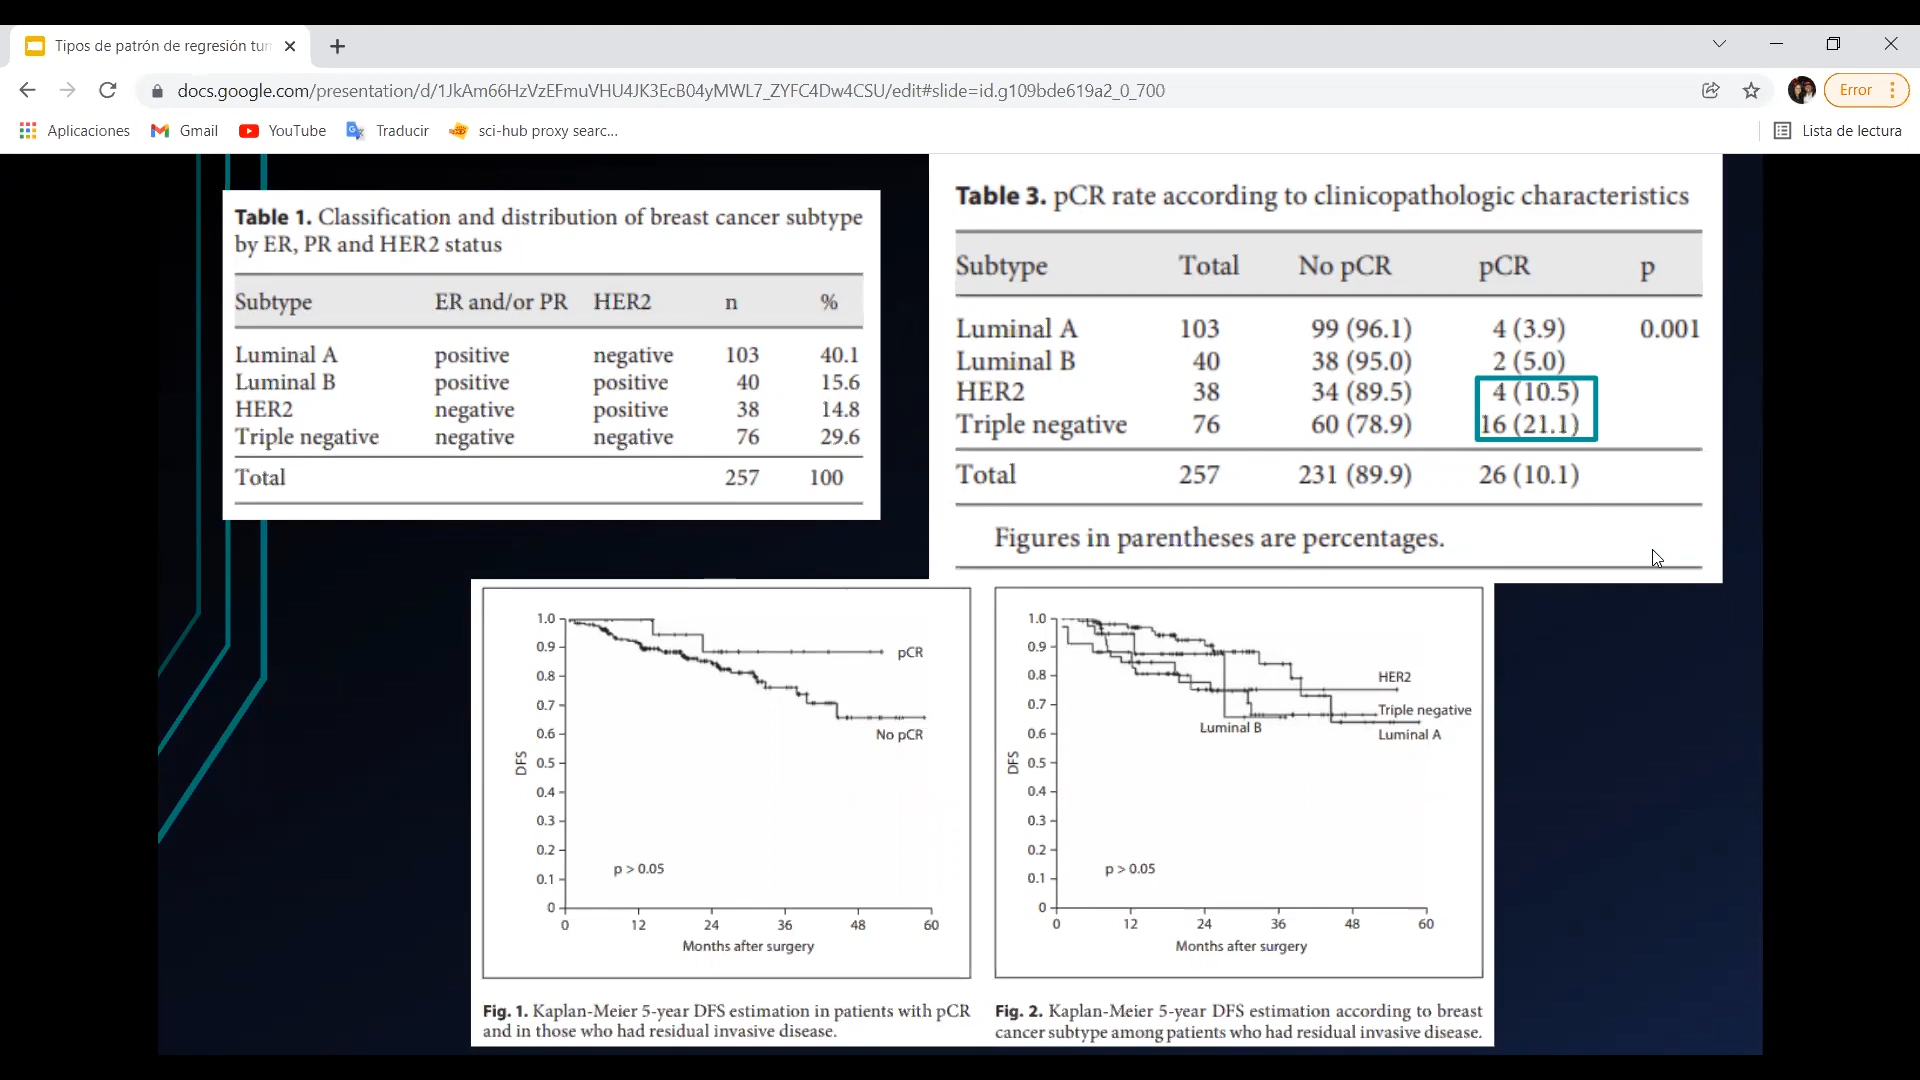 Tipos de patrón de regresión tum
docs.google.com/presentation/d/1JkAm66HzVzEFmuVHU4JK3EcB04yMWL7_ZYFC4Dw4CSU/edit#slide=id.g109bde619a2_0_700
Error
Aplicaciones Gmail YouTube Traducir sci-hub proxy searc... Lista de lectura
Table 1. Classification and distribution of breast cancer subtype
by ER, PR and HER2 status
Subtype ER and/or PR HER2 n %
Luminal A positive negative 103 40.1
Luminal B positive positive 40 15.6
HER2 negative positive 38 14.8
Triple negative negative negative 76 29.6
Total 257 100
Table 3. pCR rate according to clinicopathologic characteristics
Subtype Total No pCR pCR p
Luminal A 103 99 (96.1) 4 (3.9) 0.001
Luminal B 40 38 (95.0) 2 (5.0)
HER2 38 34 (89.5) 4 (10.5)
Triple negative 76 60 (78.9) 16 (21.1)
Total 257 231 (89.9) 26 (10.1)
Figures in parentheses are percentages.
1.0
0.9
0.8
0.7
0.6
0.5
0.4
0.3
0.2
0.1
0
DFS
pCR
No pCR
p > 0.05
0 12 24 36 48 60
Months after surgery
Fig. 1. Kaplan-Meier 5-year DFS estimation in patients with pCR
and in those who had residual invasive disease.
1.0
0.9
0.8
0.7
0.6
0.5
0.4
0.3
0.2
0.1
0
DFS
HER2
Triple negative
Luminal B
Luminal A
p > 0.05
0 12 24 36 48 60
Months after surgery
Fig. 2. Kaplan-Meier 5-year DFS estimation according to breast
cancer subtype among patients who had residual invasive disease.